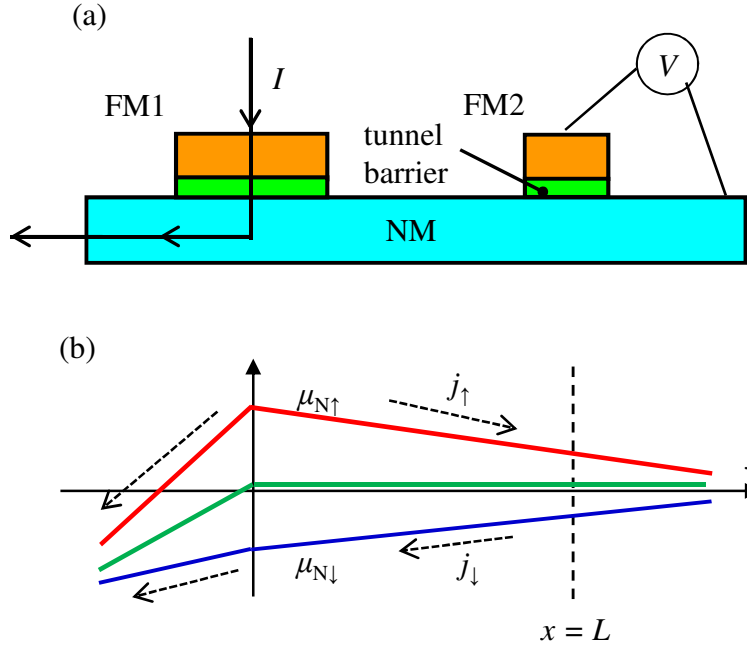 (a)
I
V
FM1
FM2
tunnel
barrier
NM
(b)
μN↑
j↑
μN↓
j↓
x = L